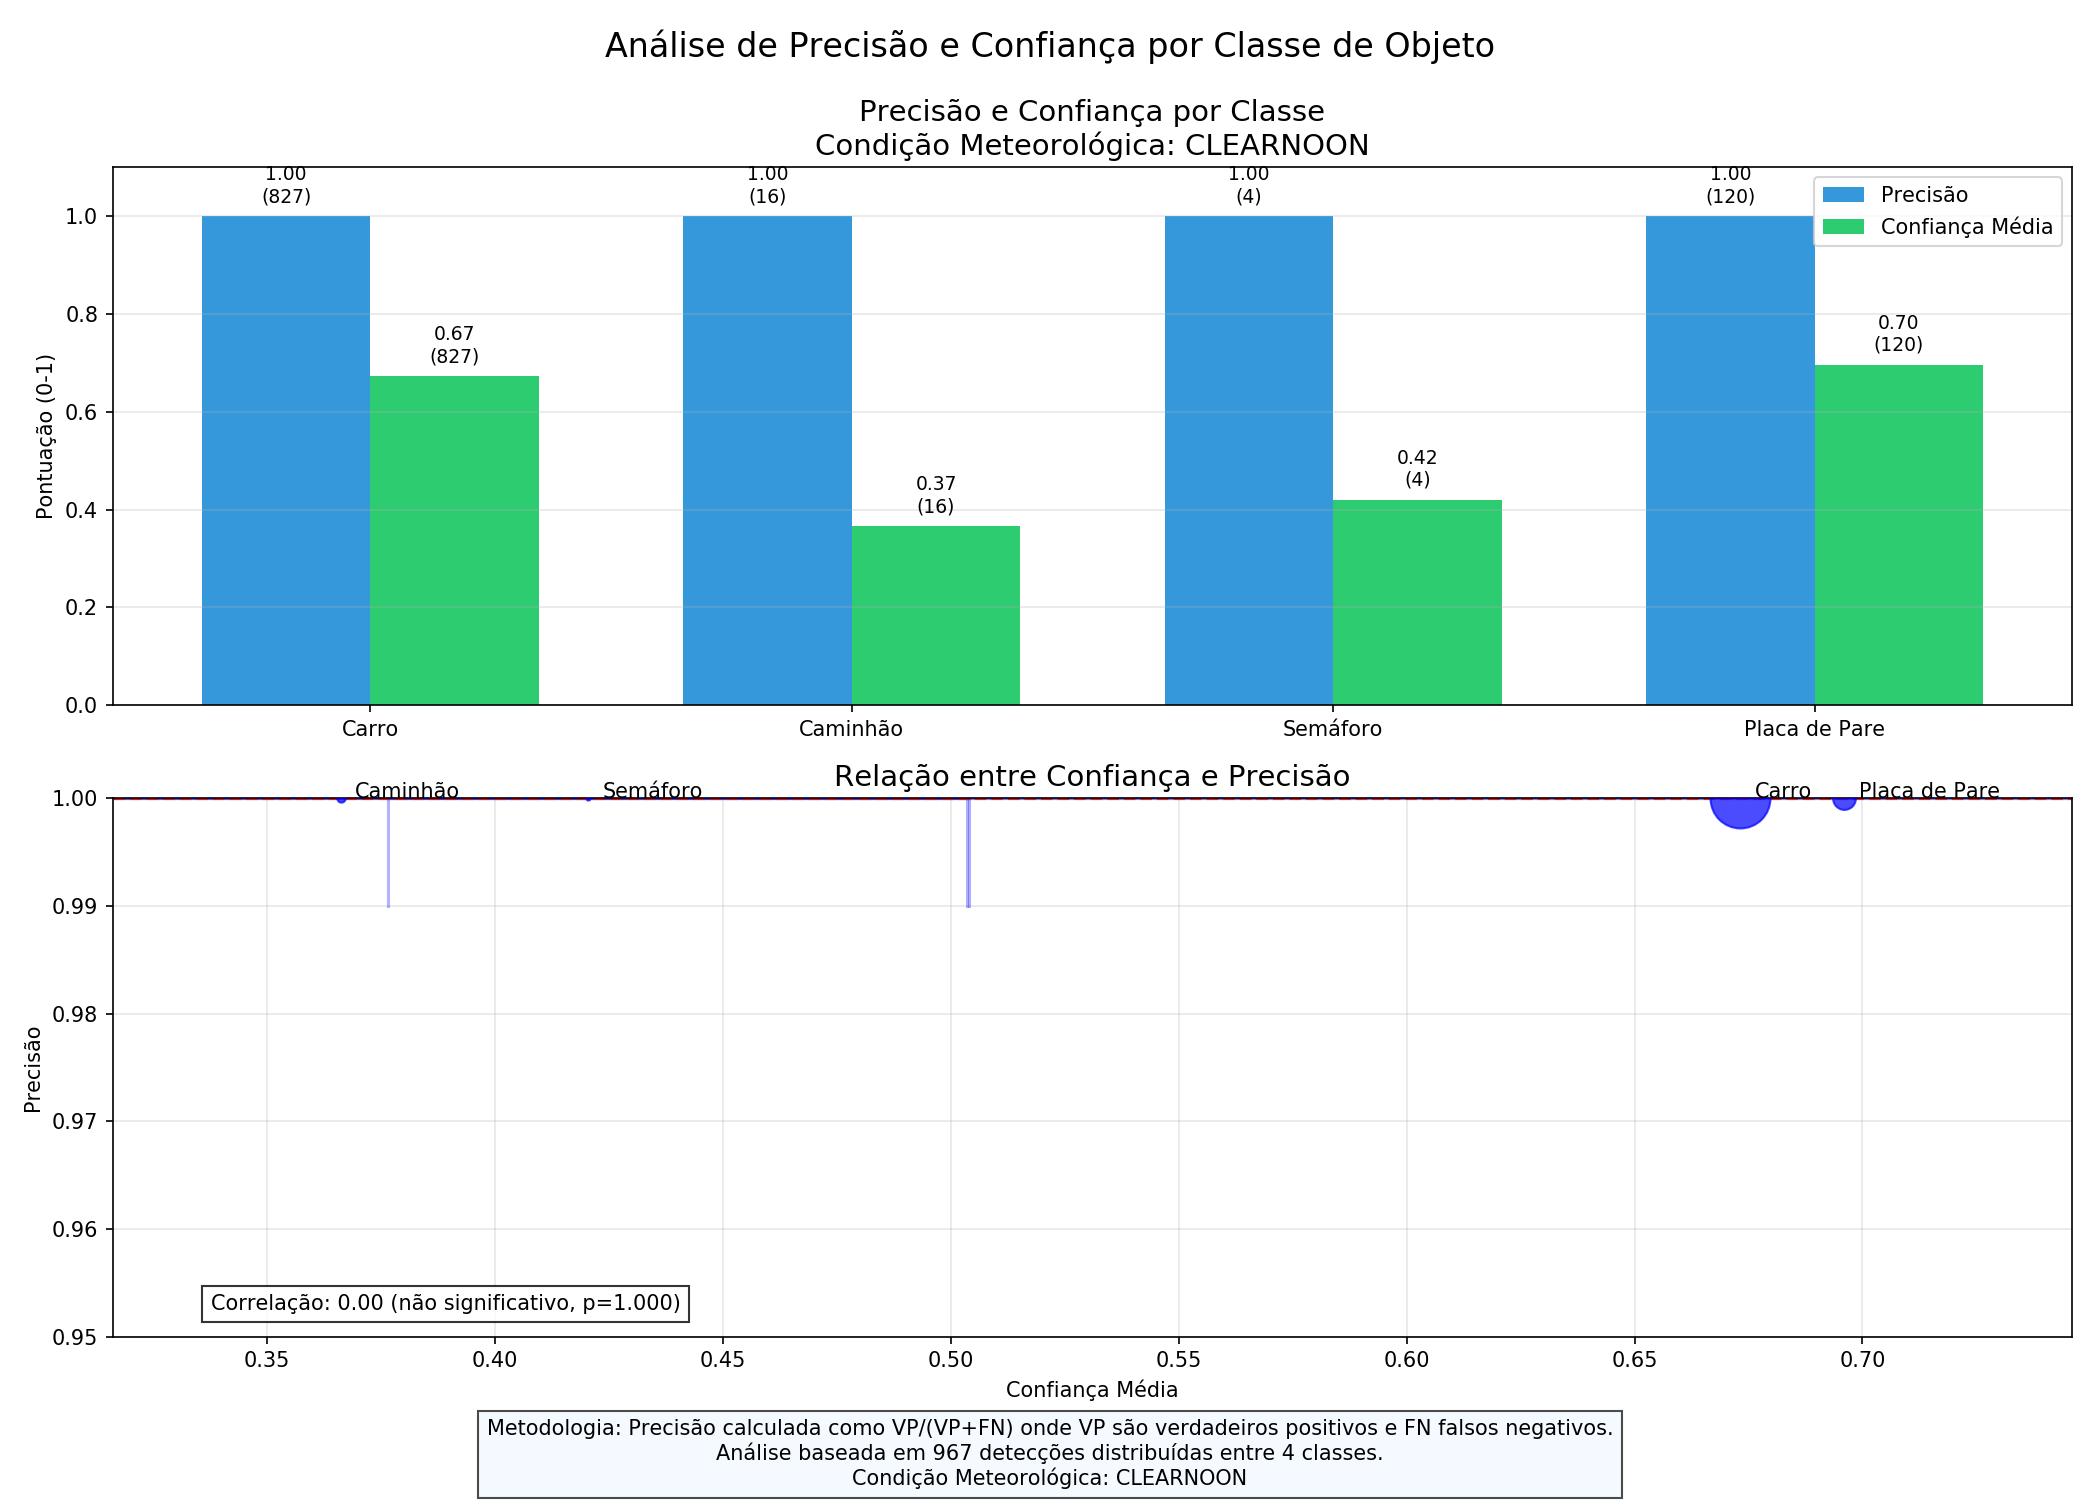 Análise de Precisão e Confiança por Classe de Objeto
Precisão e Confiança por Classe
Condição Meteorológica: CLEARNOON
Pontuação (0-1)
1.0
0.8
0.6
0.4
0.2
0.0
1.00
(827)
0.67
(827)
1.00
(16)
0.37
(16)
1.00
(4)
0.42
(4)
1.00
(120)
0.70
(120)
Precisão
Confiança Média
Carro
Caminhão
Semáforo
Placa de Pare
Relação entre Confiança e Precisão
Precisão
1.00
0.99
0.98
0.97
0.96
0.95
Caminhão
Semáforo
Carro
Placa de Pare
Correlação: 0.00 (não significativo, p=1.000)
0.35
0.40
0.45
0.50
0.55
0.60
0.65
0.70
Confiança Média
Metodologia: Precisão calculada como VP/(VP+FN) onde VP são verdadeiros positivos e FN falsos negativos.
Análise baseada em 967 detecções distribuídas entre 4 classes.
Condição Meteorológica: CLEARNOON